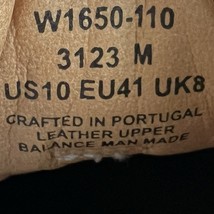 W1650-110
3123 M
US10 EU41 UK8
CRAFTED IN PORTUGAL
LEATHER UPPER
BALANCE MAN MADE